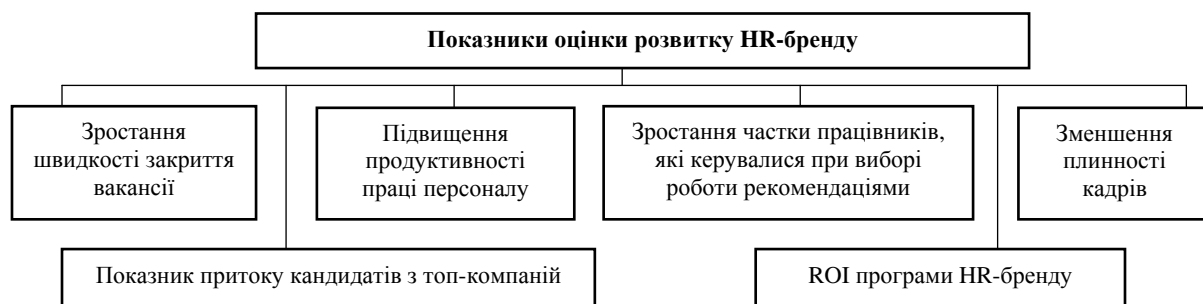 Показники оцінки розвитку HR-бренду
Зростання
швидкості закриття
вакансії
Підвищення
продуктивності
праці персоналу
Зростання частки працівників,
які керувалися при виборі
роботи рекомендаціями
Зменшення
плинності
кадрів
Показник притоку кандидатів з топ-компаній
ROI програми HR-бренду